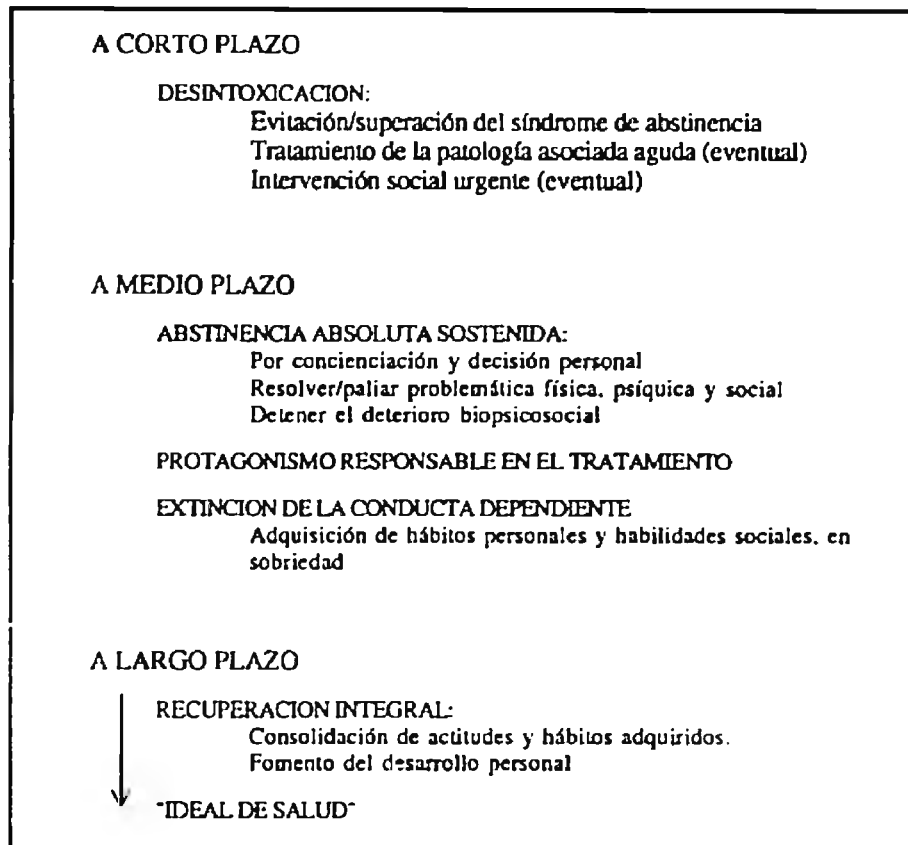 A CORTO PLAZO
DESINTOXICACION:
Evitación/superación del síndrome de abstinencia
Tratamiento de la patología asociada aguda (eventual)
Intervención social urgente (eventual)
A MEDIO PLAZO
ABSTINENCIA ABSOLUTA SOSTENIDA:
Por concienciación y decisión personal
Resolver/paliar problemática física, psíquica y social
Detener el deterioro biopsicosocial
PROTAGONISMO RESPONSABLE EN EL TRATAMIENTO
EXTINCION DE LA CONDUCTA DEPENDIENTE
Adquisición de hábitos personales y habilidades sociales, en
sobriedad
A LARGO PLAZO
RECUPERACION INTEGRAL:
Consolidación de actitudes y hábitos adquiridos.
Fomento del desarrollo personal
"IDEAL DE SALUD"